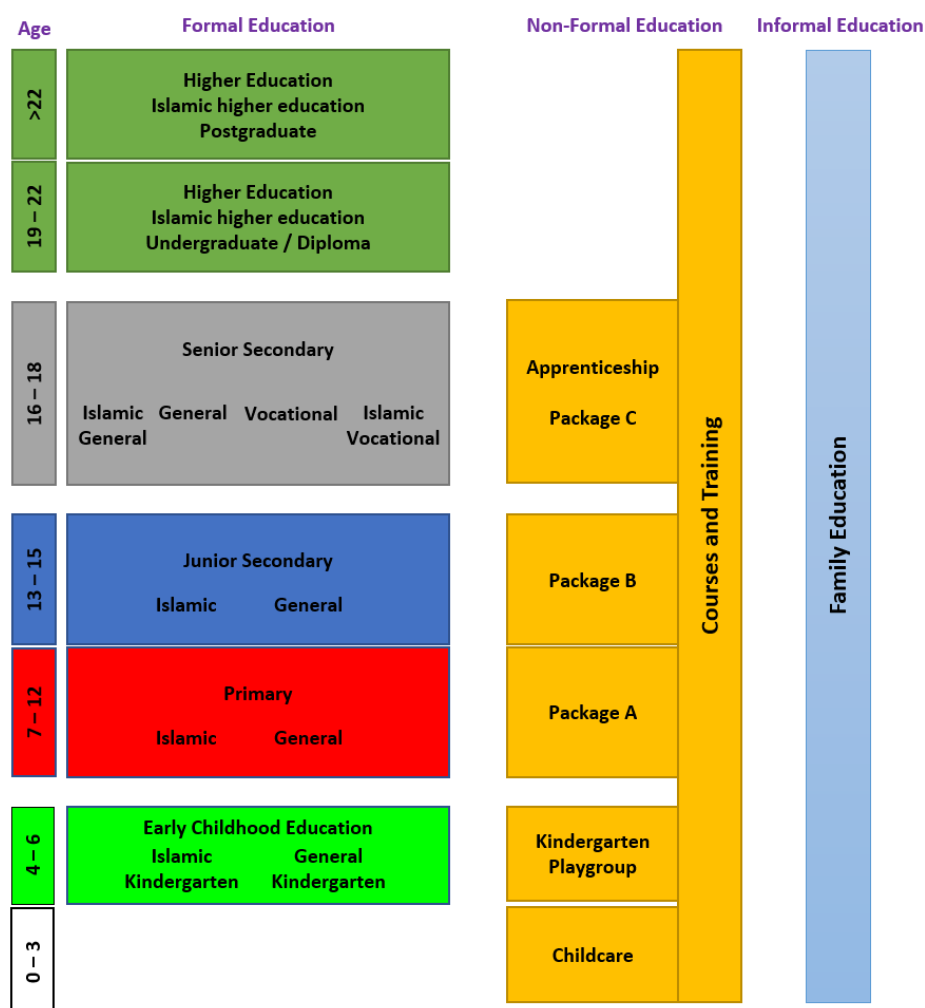 Age
Formal Education
Non-Formal Education
Informal Education
>22
Higher Education
Islamic higher education
Postgraduate
19 – 22
Higher Education
Islamic higher education
Undergraduate / Diploma
16 – 18
Senior Secondary
Islamic General Vocational Islamic
General Vocational
Apprenticeship
Package C
13 – 15
Junior Secondary
Islamic General
Package B
7 – 12
Primary
Islamic General
Package A
4 – 6
Early Childhood Education
Islamic General
Kindergarten Kindergarten
Kindergarten
Playgroup
0 – 3
Childcare
Courses and Training
Family Education